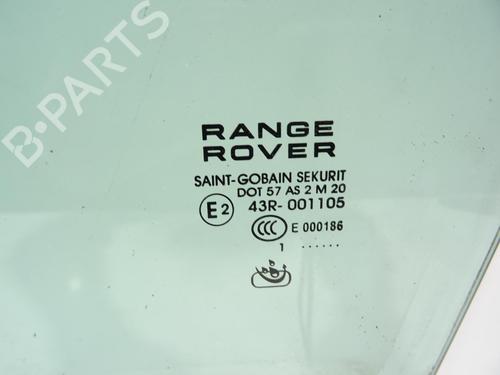 B-PARTS
RANGE
ROVER
SAINT-GOBAIN SEKURIT
DOT 57 AS 2 M 20
E2 43R- 001105
CCC E 000186
1 ......